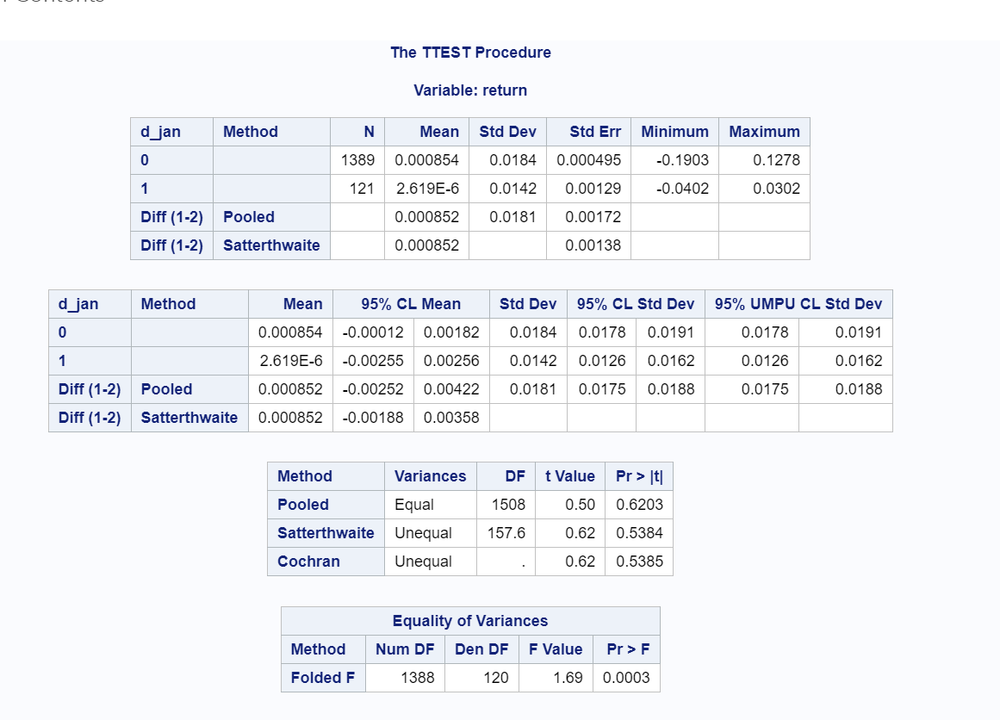 The TTEST Procedure
Variable: return
d_jan Method N Mean Std Dev Std Err Minimum Maximum
0 1389 0.000854 0.0184 0.000495 -0.1903 0.1278
1 121 2.619E-6 0.0142 0.00129 -0.0402 0.0302
Diff (1-2) Pooled 0.000852 0.0181 0.00172
Diff (1-2) Satterthwaite 0.000852 0.00138
d_jan Method Mean 95% CL Mean Std Dev 95% CL Std Dev 95% UMPU CL Std Dev
0 0.000854 -0.00012 0.00182 0.0184 0.0178 0.0191 0.0178 0.0191
1 2.619E-6 -0.00255 0.00256 0.0142 0.0126 0.0162 0.0126 0.0162
Diff (1-2) Pooled 0.000852 -0.00252 0.00422 0.0181 0.0175 0.0188 0.0175 0.0188
Diff (1-2) Satterthwaite 0.000852 -0.00188 0.00358
Method Variances DF t Value Pr > |t|
Pooled Equal 1508 0.50 0.6203
Satterthwaite Unequal 157.6 0.62 0.5384
Cochran Unequal . 0.62 0.5385
Equality of Variances
Method Num DF Den DF F Value Pr > F
Folded F 1388 120 1.69 0.0003